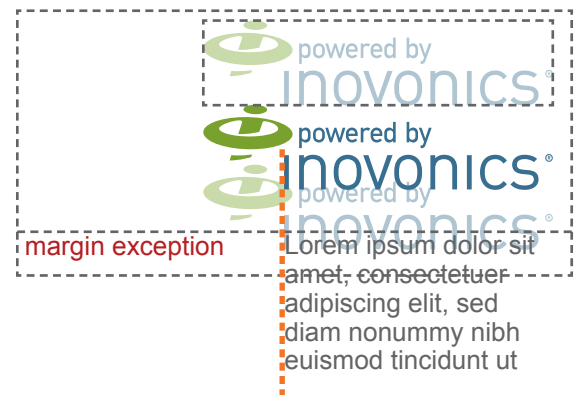 powered by
inovonics®
powered by
inovonics®
powered by
inovonics®
margin exception
Lorem ipsum dolor sit
amet, consectetuer
adipiscing elit, sed
diam nonummy nibh
euismod tincidunt ut